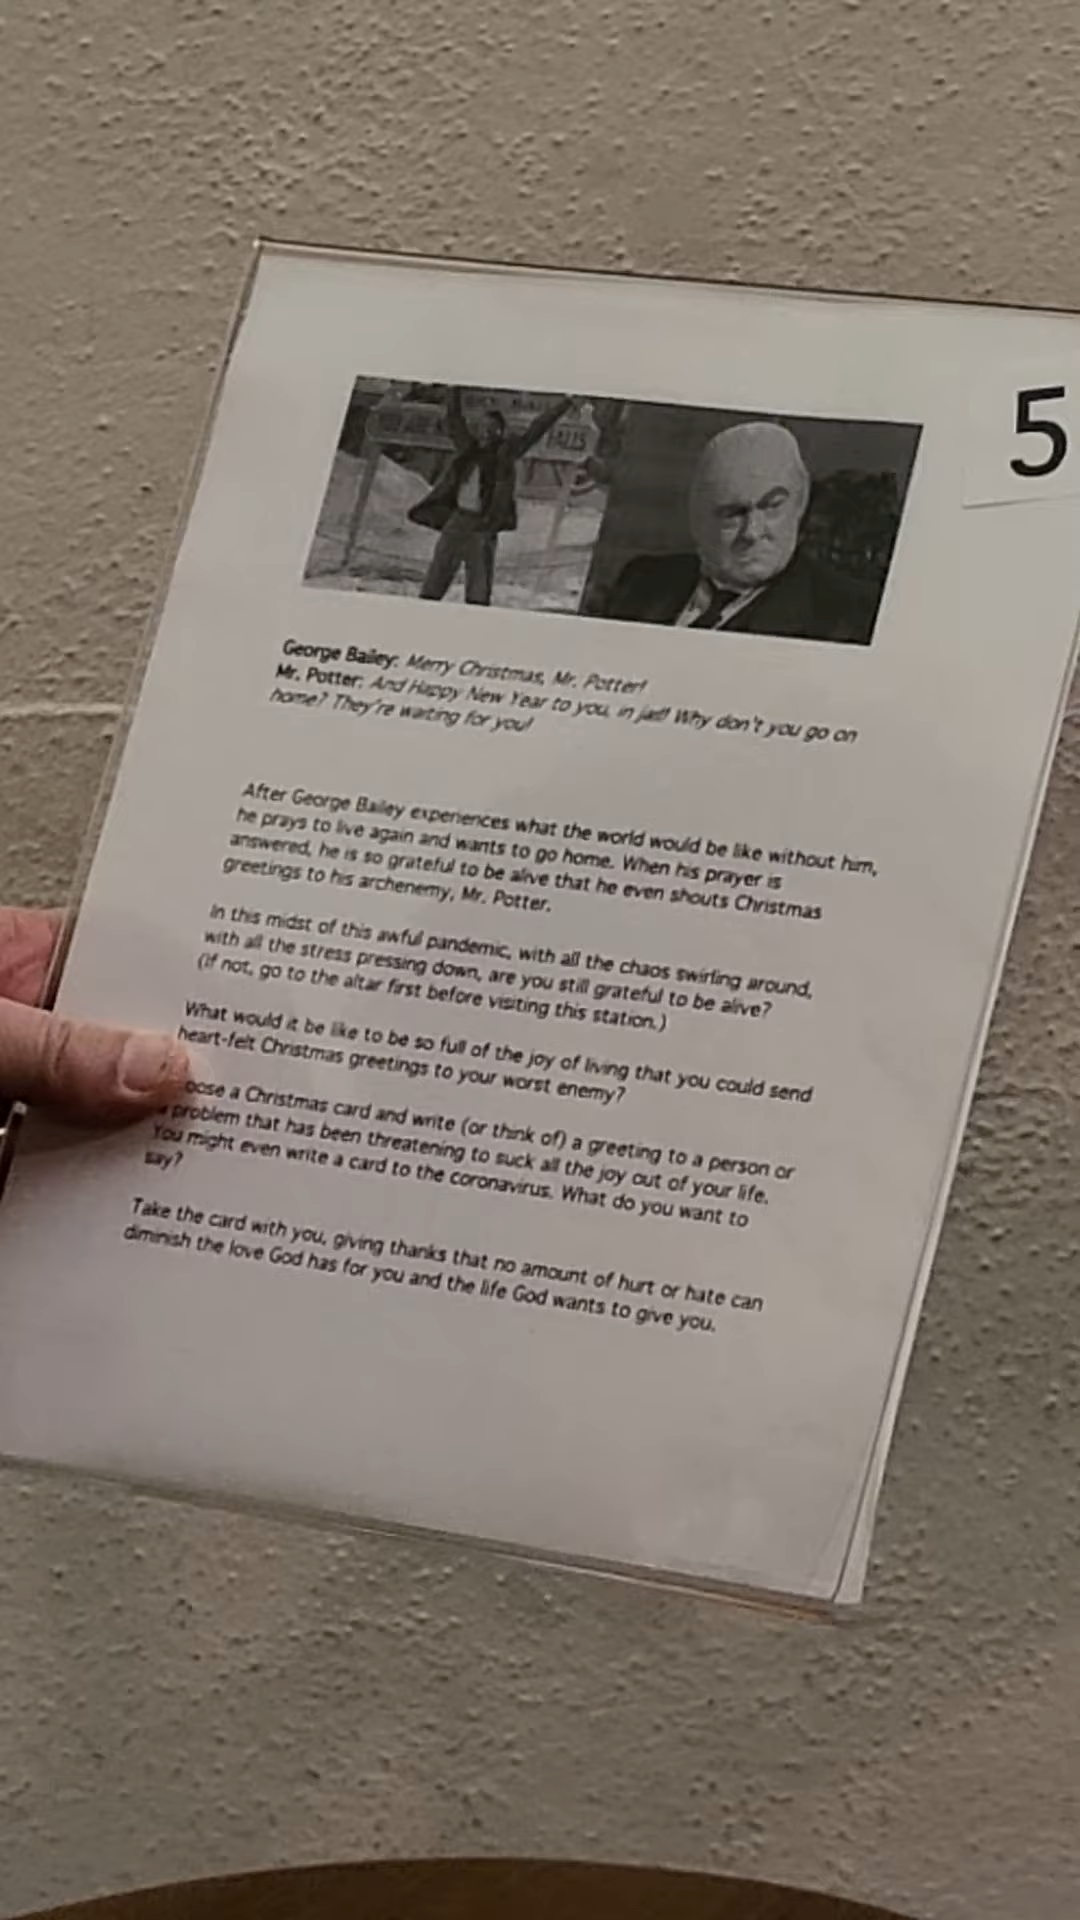 5
FALLS
George Bailey: Merry Christmas, Mr. Potter!
Mr. Potter: And Happy New Year to you, in jail! Why don't you go on
home? They're waiting for you!
After George Bailey experiences what the world would be like without him,
he prays to live again and wants to go home. When his prayer is
answered, he is so grateful to be alive that he even shouts Christmas
greetings to his archenemy, Mr. Potter.
In this midst of this awful pandemic, with all the chaos swirling around,
with all the stress pressing down, are you still grateful to be alive?
(If not, go to the altar first before visiting this station.)
What would it be like to be so full of the joy of living that you could send
heart-felt Christmas greetings to your worst enemy?
oose a Christmas card and write (or think of) a greeting to a person or
a problem that has been threatening to suck all the joy out of your life.
You might even write a card to the coronavirus. What do you want to
say?
Take the card with you, giving thanks that no amount of hurt or hate can
diminish the love God has for you and the life God wants to give you.